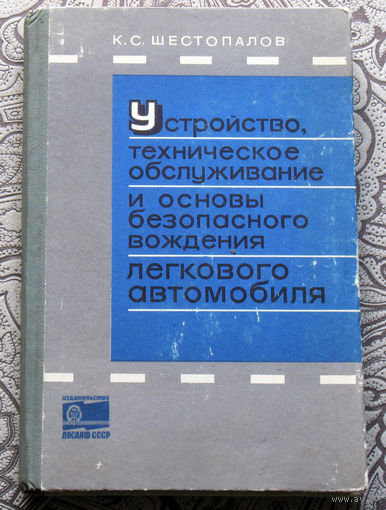 К.С. ШЕСТОПАЛОВ
Устройство,
техническое
обслуживание
и основы
безопасного
вождения
легкового
автомобиля
ИЗДАТЕЛЬСТВО
ДОСААФ СССР